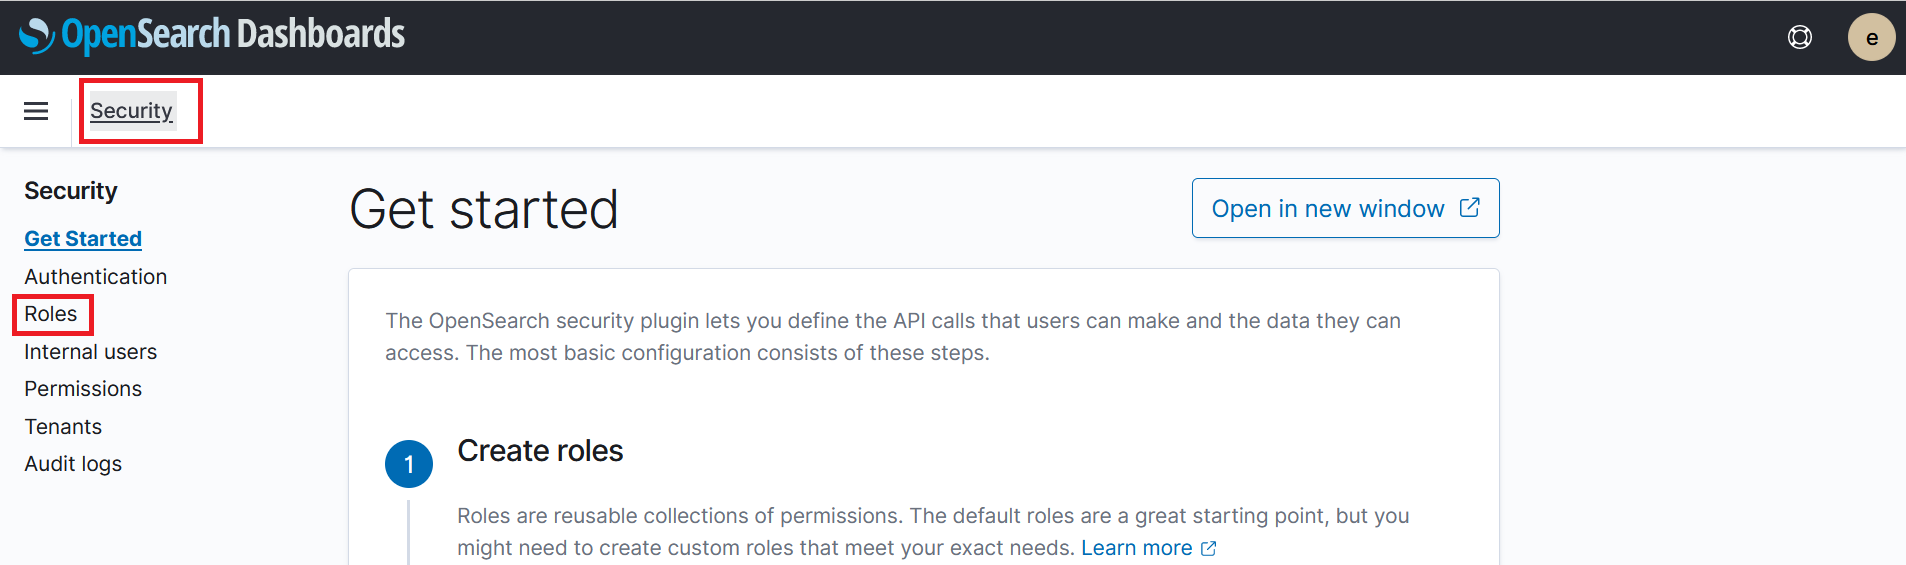 OpenSearch Dashboards
e
Security
Security
Get Started
Authentication
Roles
Internal users
Permissions
Tenants
Audit logs
Get started
Open in new window
The OpenSearch security plugin lets you define the API calls that users can make and the data they can
access. The most basic configuration consists of these steps.
1
Create roles
Roles are reusable collections of permissions. The default roles are a great starting point, but you
might need to create custom roles that meet your exact needs. Learn more